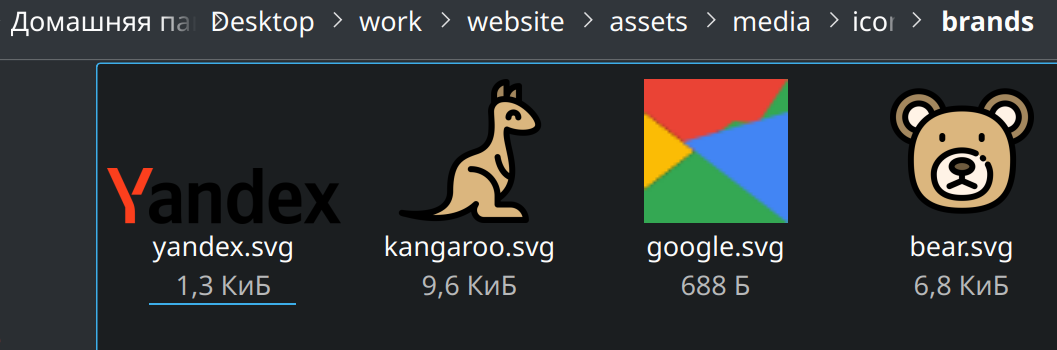 Домашняя па Desktop work website assets media icon brands
Yandex
yandex.svg kangaroo.svg google.svg bear.svg
1,3 КиБ 9,6 КиБ 688 Б 6,8 КиБ